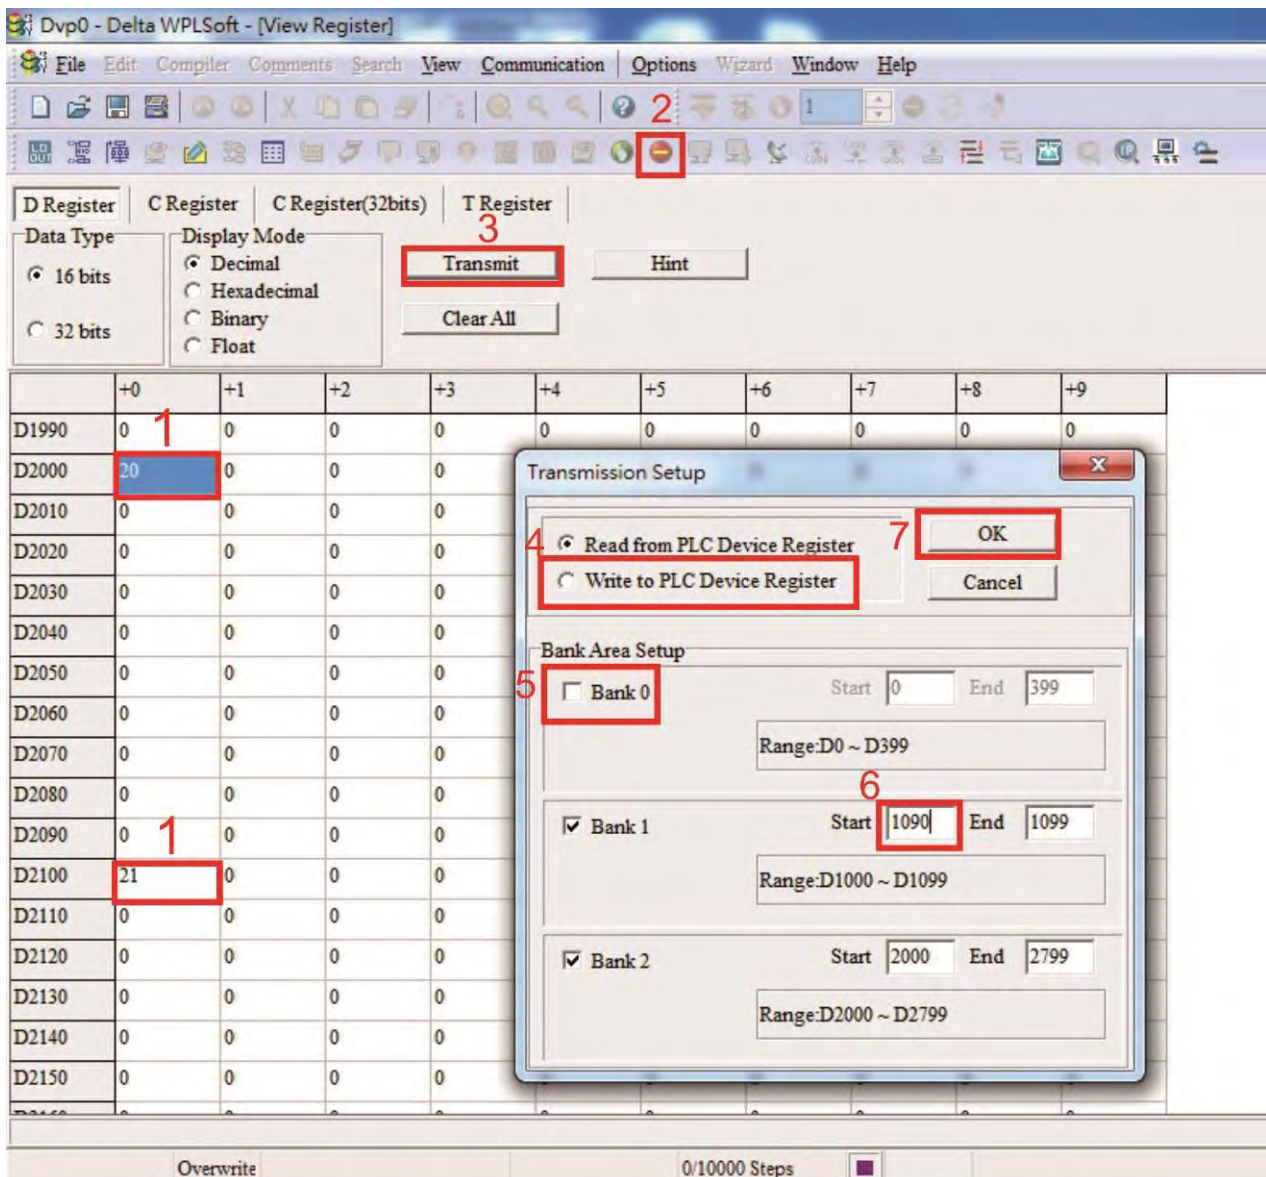 Dvp0 - Delta WPLSoft - [View Register]
File Edit Compiler Comments Search View Communication Options Wizard Window Help
2 1
D Register C Register C Register(32bits) T Register
3
Data Type Display Mode
16 bits Decimal Transmit Hint
Hexadecimal
32 bits Binary Clear All
Float
+0 +1 +2 +3 +4 +5 +6 +7 +8 +9
D1990 0 1 0 0 0 0 0 0 0 0 0
D2000 20 0 0 0
D2010 0 0 0 0
D2020 0 0 0 0
D2030 0 0 0 0
D2040 0 0 0 0
D2050 0 0 0 0
D2060 0 0 0 0
D2070 0 0 0 0
D2080 0 0 0 0
D2090 0 1 0 0 0
D2100 21 0 0 0
D2110 0 0 0 0
D2120 0 0 0 0
D2130 0 0 0 0
D2140 0 0 0 0
D2150 0 0 0 0
Transmission Setup
4 Read from PLC Device Register 7 OK
Write to PLC Device Register Cancel
Bank Area Setup
5 Bank 0 Start 0 End 399
Range:D0 ~ D399
6
Bank 1 Start 1090 End 1099
Range:D1000 ~ D1099
Bank 2 Start 2000 End 2799
Range:D2000 ~ D2799
Overwrite 0/10000 Steps